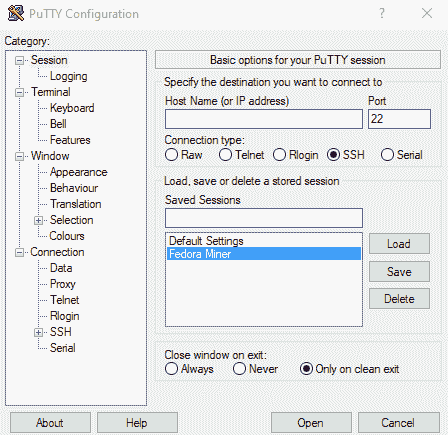 PuTTY Configuration
? ×
Category:
Session
Logging
Terminal
Keyboard
Bell
Features
Window
Appearance
Behaviour
Translation
Selection
Colours
Connection
Data
Proxy
Telnet
Rlogin
SSH
Serial
Basic options for your PuTTY session
Specify the destination you want to connect to
Host Name (or IP address) Port
22
Connection type:
Raw Telnet Rlogin SSH Serial
Load, save or delete a stored session
Saved Sessions
Default Settings
Fedora Miner
Load
Save
Delete
Close window on exit:
Always Never Only on clean exit
About Help Open Cancel